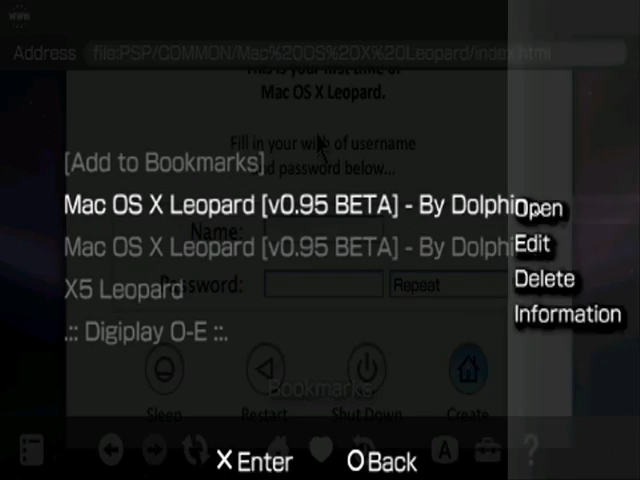 www
Address file:PSP/COMMON/Mac%20OS%20X%20Leopard/index.html
This is your first time of
Mac OS X Leopard.
Fill in your wish of username
and password below...
[Add to Bookmarks]
Mac OS X Leopard [v0.95 BETA] - By Dolphin...
Open
Name:
Mac OS X Leopard [v0.95 BETA] - By Dolphi
Edit
X5 Leopard
Password:
Repeat
Delete
Information
.:: Digiplay O-E ::.
Bookmarks
Sleep Restart Shut Down Create
A ?
X Enter O Back